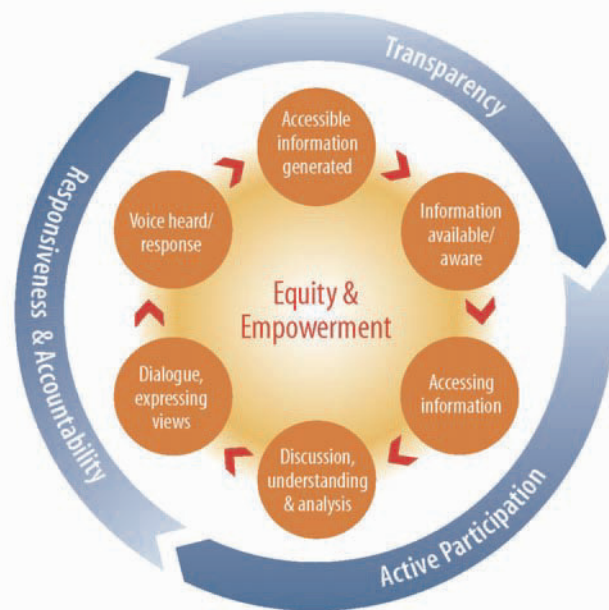 Transparency
Accessible
information
generated
Information
available/
aware
Accessing
information
Active Participation
Discussion,
understanding
& analysis
Dialogue,
expressing
views
Responsiveness & Accountability
Voice heard/
response
Equity &
Empowerment